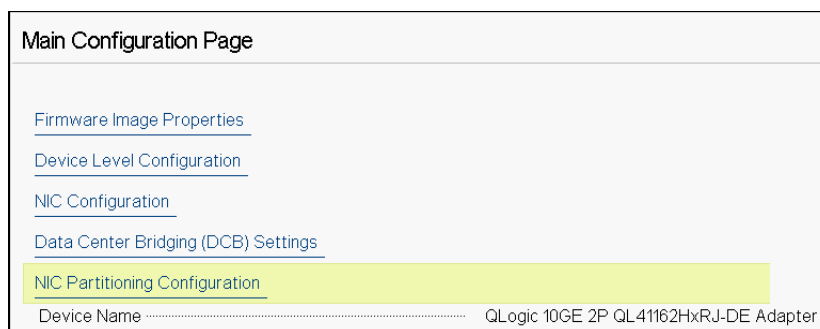 Main Configuration Page
Firmware Image Properties
Device Level Configuration
NIC Configuration
Data Center Bridging (DCB) Settings
NIC Partitioning Configuration
Device Name QLogic 10GE 2P QL41162HxRJ-DE Adapter